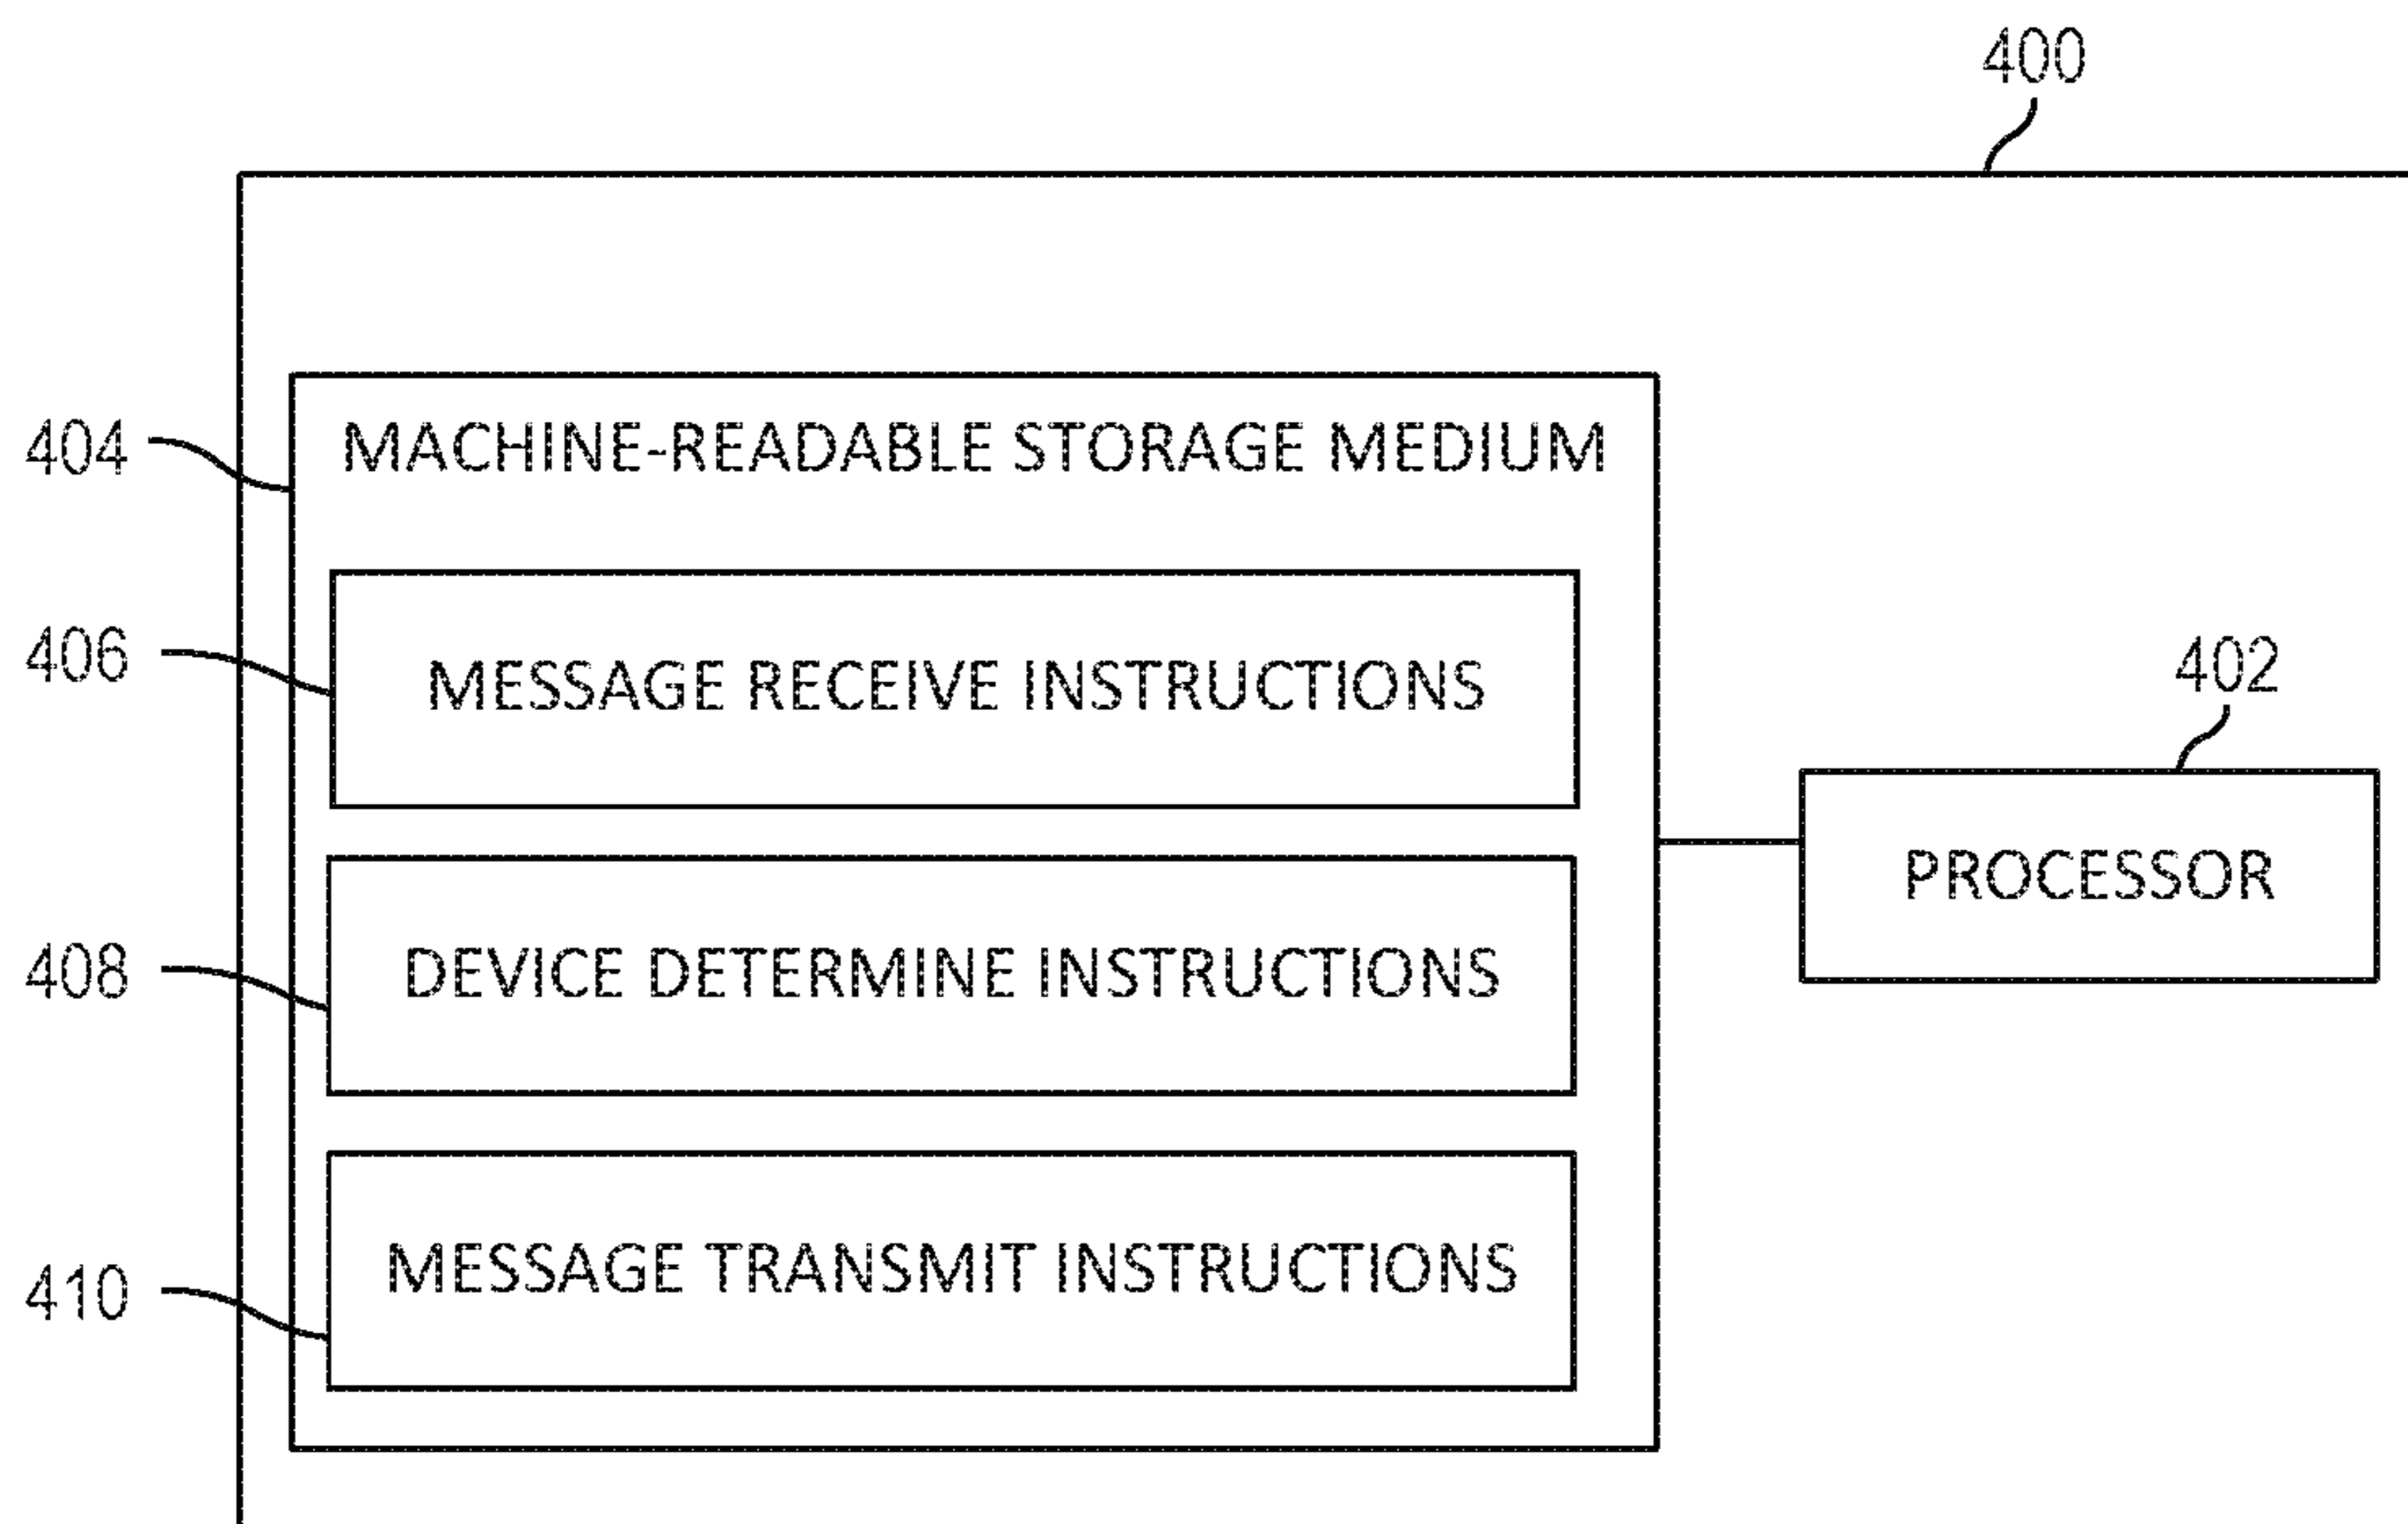 400
404
MACHINE-READABLE STORAGE MEDIUM
406
MESSAGE RECEIVE INSTRUCTIONS
402
PROCESSOR
408
DEVICE DETERMINE INSTRUCTIONS
410
MESSAGE TRANSMIT INSTRUCTIONS